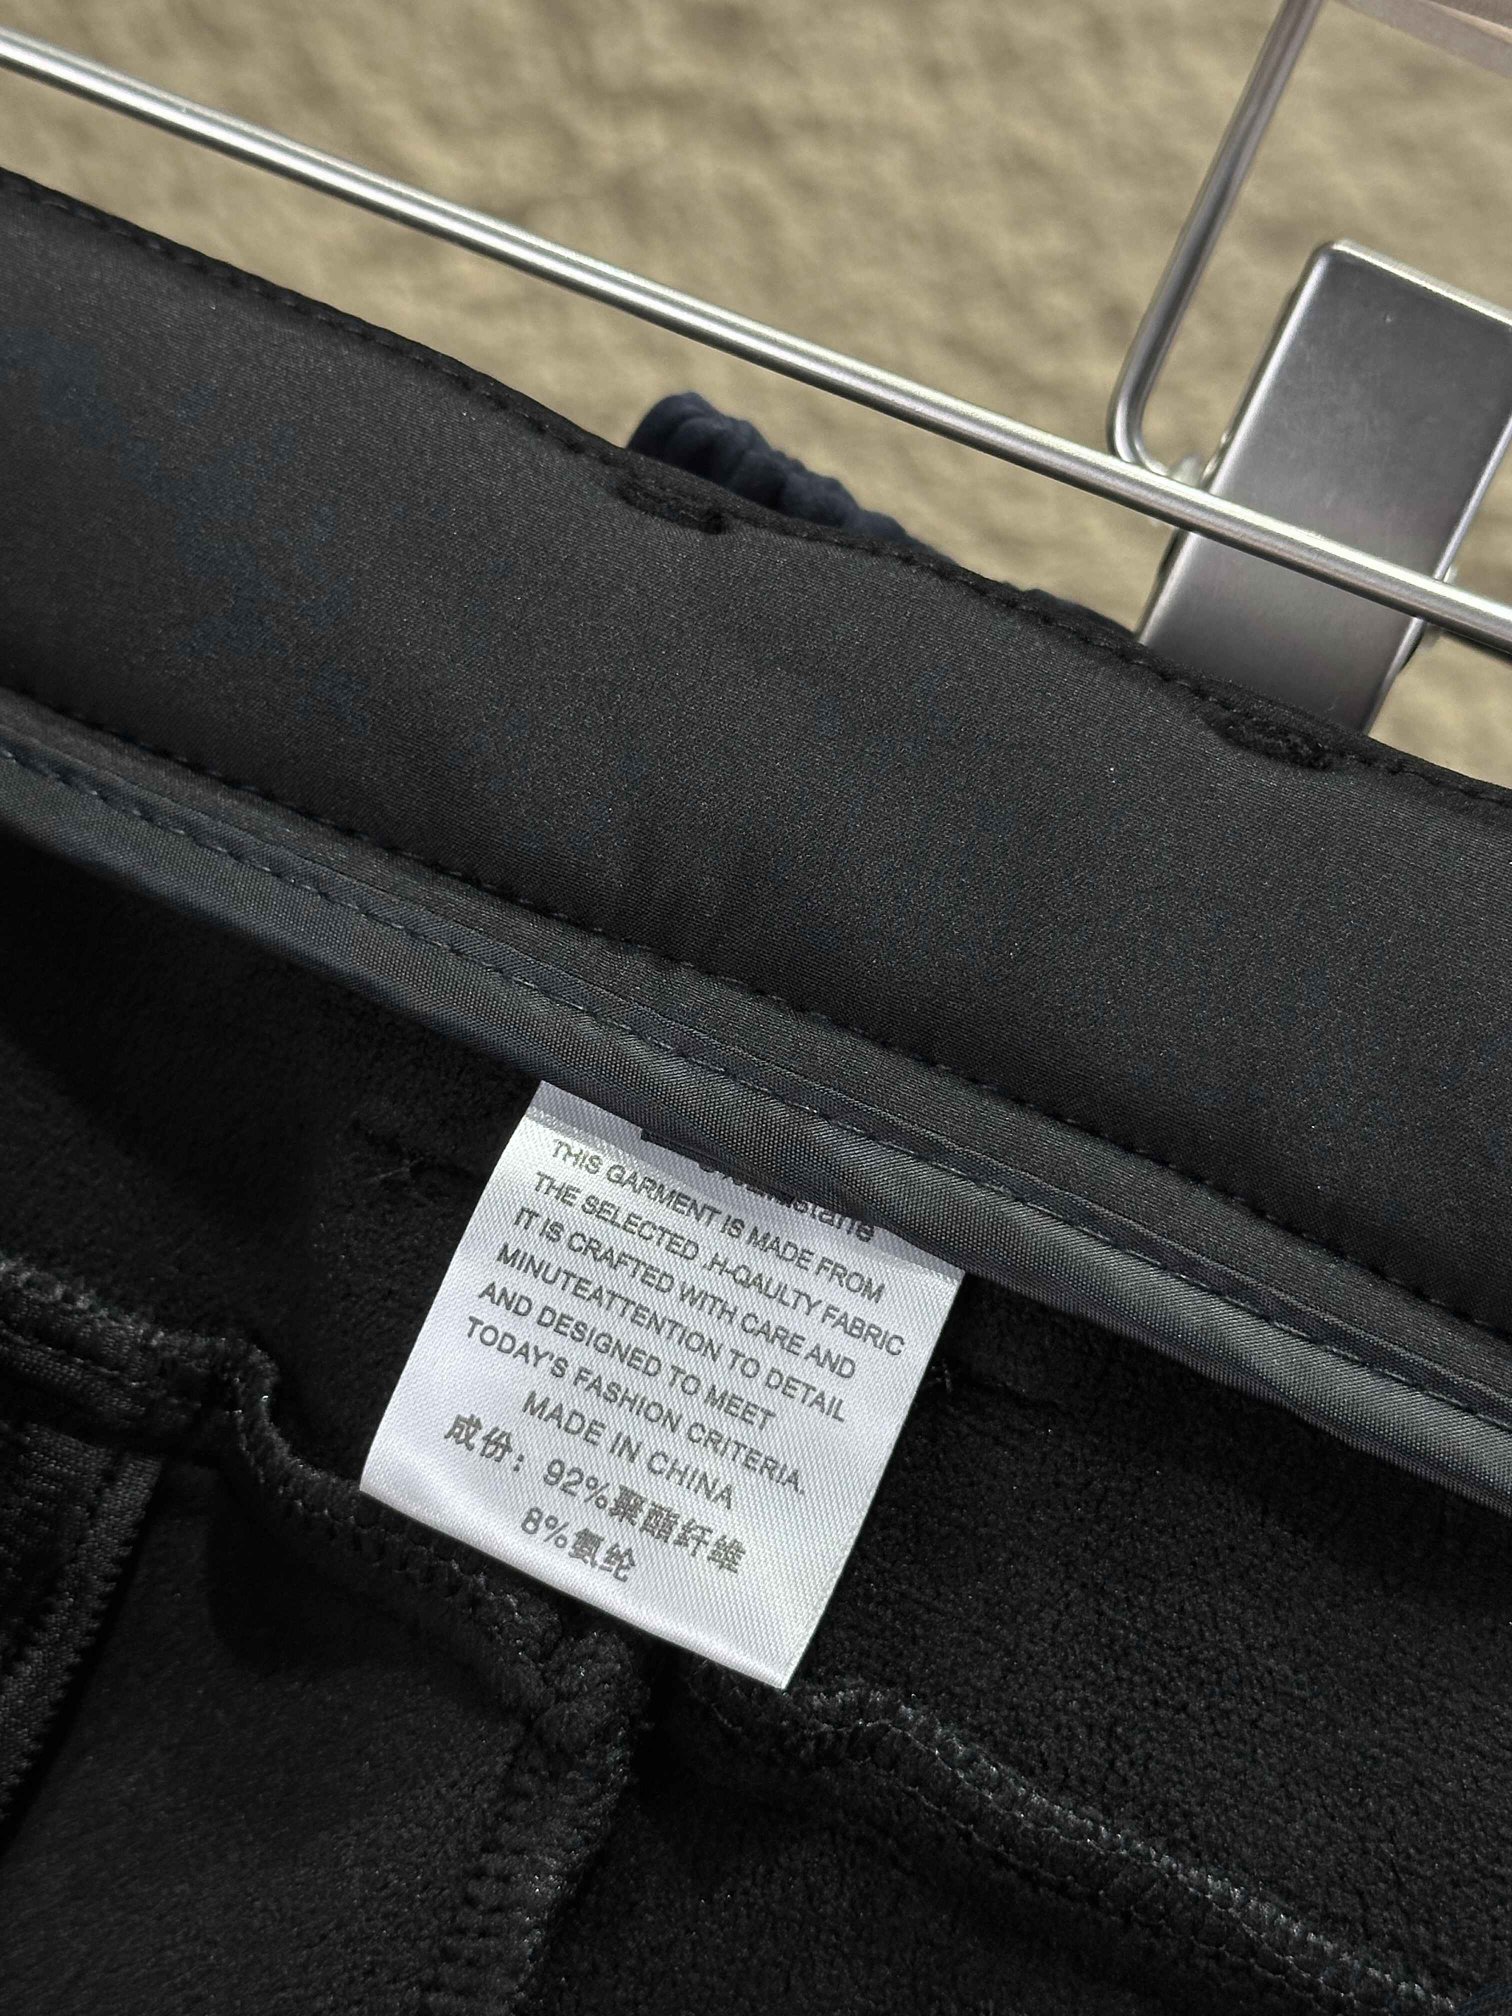 THIS GARMENT IS MADE FROM
THE SELECTED .H-QAULTY FABRIC
IT IS CRAFTED WITH CARE AND
MINUTEATTENTION TO DETAIL
AND DESIGNED TO MEET
TODAY'S FASHION CRITERIA.
MADE IN CHINA
成份：92%聚酯纤维
8%氨纶